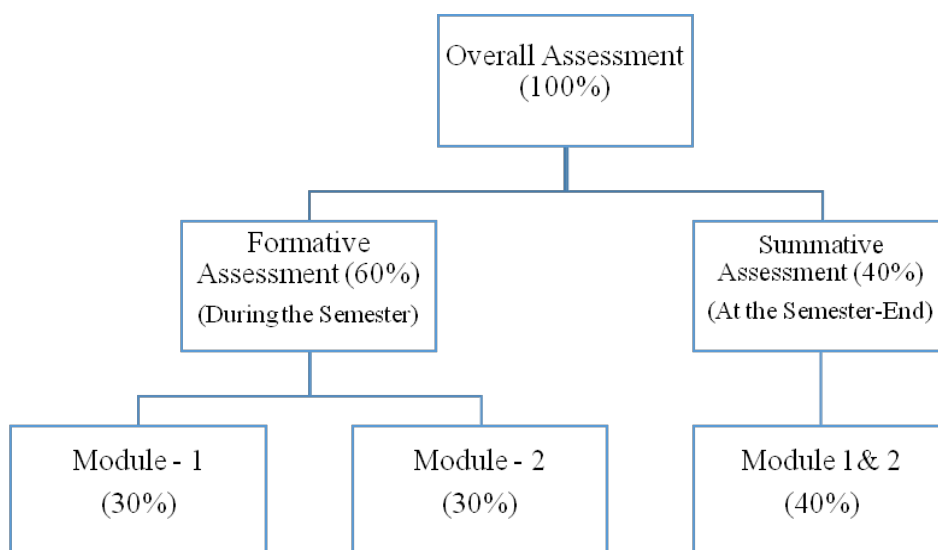 Overall Assessment
(100%)
Formative
Assessment (60%)
(During the Semester)
Summative
Assessment (40%)
(At the Semester-End)
Module - 1
(30%)
Module - 2
(30%)
Module 1& 2
(40%)